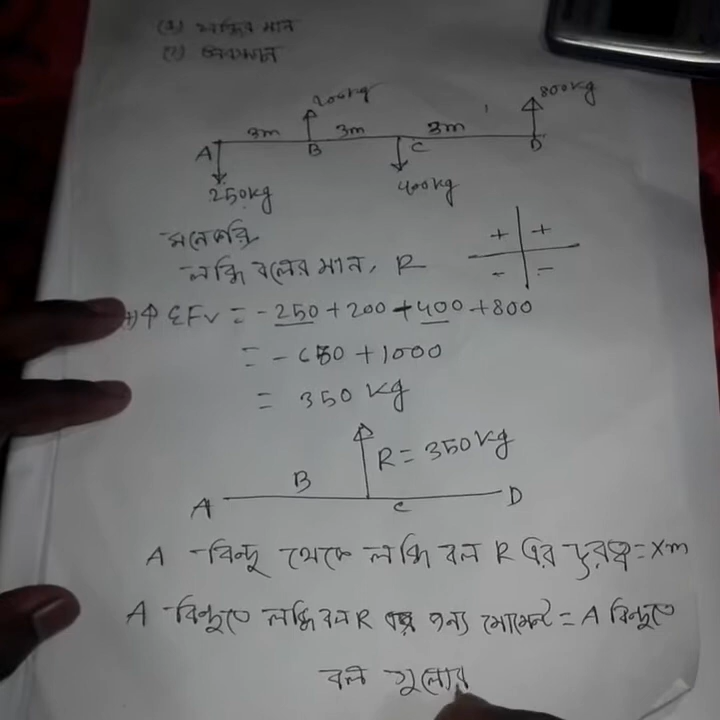 (a) লব্ধির মান
(b) অবস্থান
200kg 800kg
3m 3m 3m
A B C D
250kg 400kg
মনেকরি
লব্ধি বলের মান, R
+ +
- -
+↑ ΣFv = -250+200-400+800
= -650+1000
= 350 kg
R = 350kg
A B C D
A -বিন্দু থেকে লব্ধি বল R এর দুরত্ব = xm
A -বিন্দুতে লব্ধি বল R এর জন্য মোমেন্ট = A বিন্দুতে
বল গুলোর